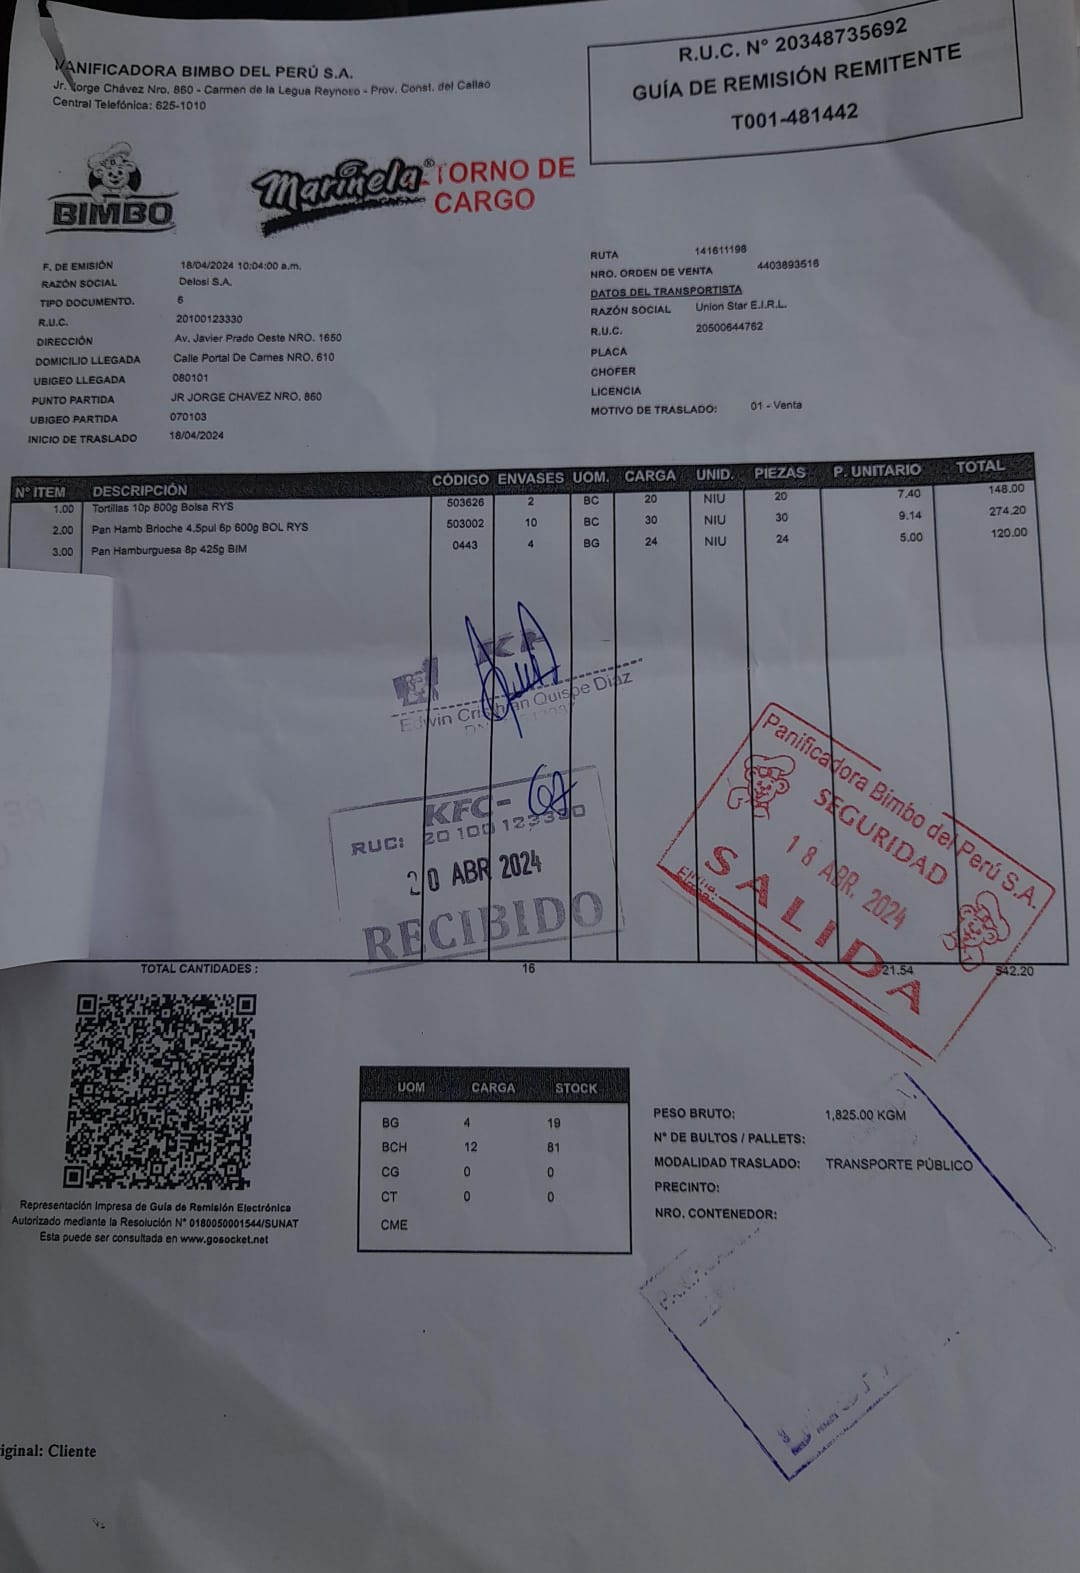 PANIFICADORA BIMBO DEL PERÚ S.A.
Jr. Jorge Chávez Nro. 860 - Carmen de la Legua Reynoso - Prov. Const. del Callao
Central Telefónica: 625-1010
R.U.C. N° 20348735692
GUÍA DE REMISIÓN REMITENTE
T001-481442
BIMBO
Marinela®
TORNO DE
CARGO
F. DE EMISIÓN 18/04/2024 10:04:00 a.m.
RAZÓN SOCIAL Delosi S.A.
TIPO DOCUMENTO. 6
R.U.C. 20100123330
DIRECCIÓN Av. Javier Prado Oeste NRO. 1650
DOMICILIO LLEGADA Calle Portal De Carnes NRO. 610
UBIGEO LLEGADA 080101
PUNTO PARTIDA JR JORGE CHAVEZ NRO. 860
UBIGEO PARTIDA 070103
INICIO DE TRASLADO 18/04/2024
RUTA 141611198
NRO. ORDEN DE VENTA 4403893516
DATOS DEL TRANSPORTISTA
RAZÓN SOCIAL Union Star E.I.R.L.
R.U.C. 20500644762
PLACA
CHOFER
LICENCIA
MOTIVO DE TRASLADO: 01 - Venta
N° ITEM DESCRIPCIÓN CÓDIGO ENVASES UOM. CARGA UNID. PIEZAS P. UNITARIO TOTAL
1.00 Tortillas 10p 800g Bolsa RYS 503626 2 BC 20 NIU 20 7.40 148.00
2.00 Pan Hamb Brioche 4.5pul 6p 600g BOL RYS 503002 10 BC 30 NIU 30 9.14 274.20
3.00 Pan Hamburguesa 8p 425g BIM 0443 4 BG 24 NIU 24 5.00 120.00
Edwin Cristhian Quispe Diaz
KFC-
RUC: 20100123330
20 ABR 2024
RECIBIDO
Panificadora Bimbo del Perú S.A.
SEGURIDAD
18 ABR. 2024
SALIDA
TOTAL CANTIDADES : 16 21.54 542.20
UOM CARGA STOCK
BG 4 19
BCH 12 81
CG 0 0
CT 0 0
CME
PESO BRUTO: 1,825.00 KGM
N° DE BULTOS / PALLETS:
MODALIDAD TRASLADO: TRANSPORTE PÚBLICO
PRECINTO:
NRO. CONTENEDOR:
Representación Impresa de Guía de Remisión Electrónica
Autorizado mediante la Resolución N° 0180050001544/SUNAT
Esta puede ser consultada en www.gosocket.net
iginal: Cliente